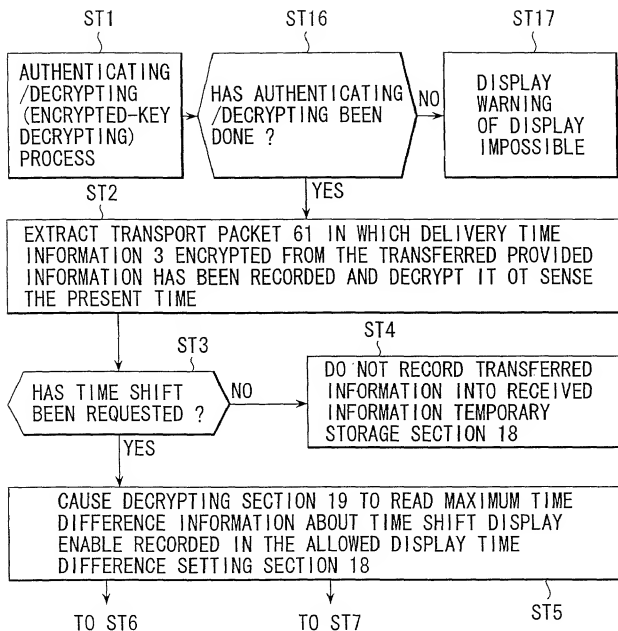 ST1
AUTHENTICATING
/DECRYPTING
(ENCRYPTED-KEY
DECRYPTING)
PROCESS
ST16
HAS AUTHENTICATING
/DECRYPTING BEEN
DONE ?
NO
YES
ST17
DISPLAY
WARNING
OF DISPLAY
IMPOSSIBLE
ST2
EXTRACT TRANSPORT PACKET 61 IN WHICH DELIVERY TIME
INFORMATION 3 ENCRYPTED FROM THE TRANSFERRED PROVIDED
INFORMATION HAS BEEN RECORDED AND DECRYPT IT OT SENSE
THE PRESENT TIME
ST3
HAS TIME SHIFT
BEEN REQUESTED ?
NO
YES
ST4
DO NOT RECORD TRANSFERRED
INFORMATION INTO RECEIVED
INFORMATION TEMPORARY
STORAGE SECTION 18
CAUSE DECRYPTING SECTION 19 TO READ MAXIMUM TIME
DIFFERENCE INFORMATION ABOUT TIME SHIFT DISPLAY
ENABLE RECORDED IN THE ALLOWED DISPLAY TIME
DIFFERENCE SETTING SECTION 18
ST5
TO ST6
TO ST7